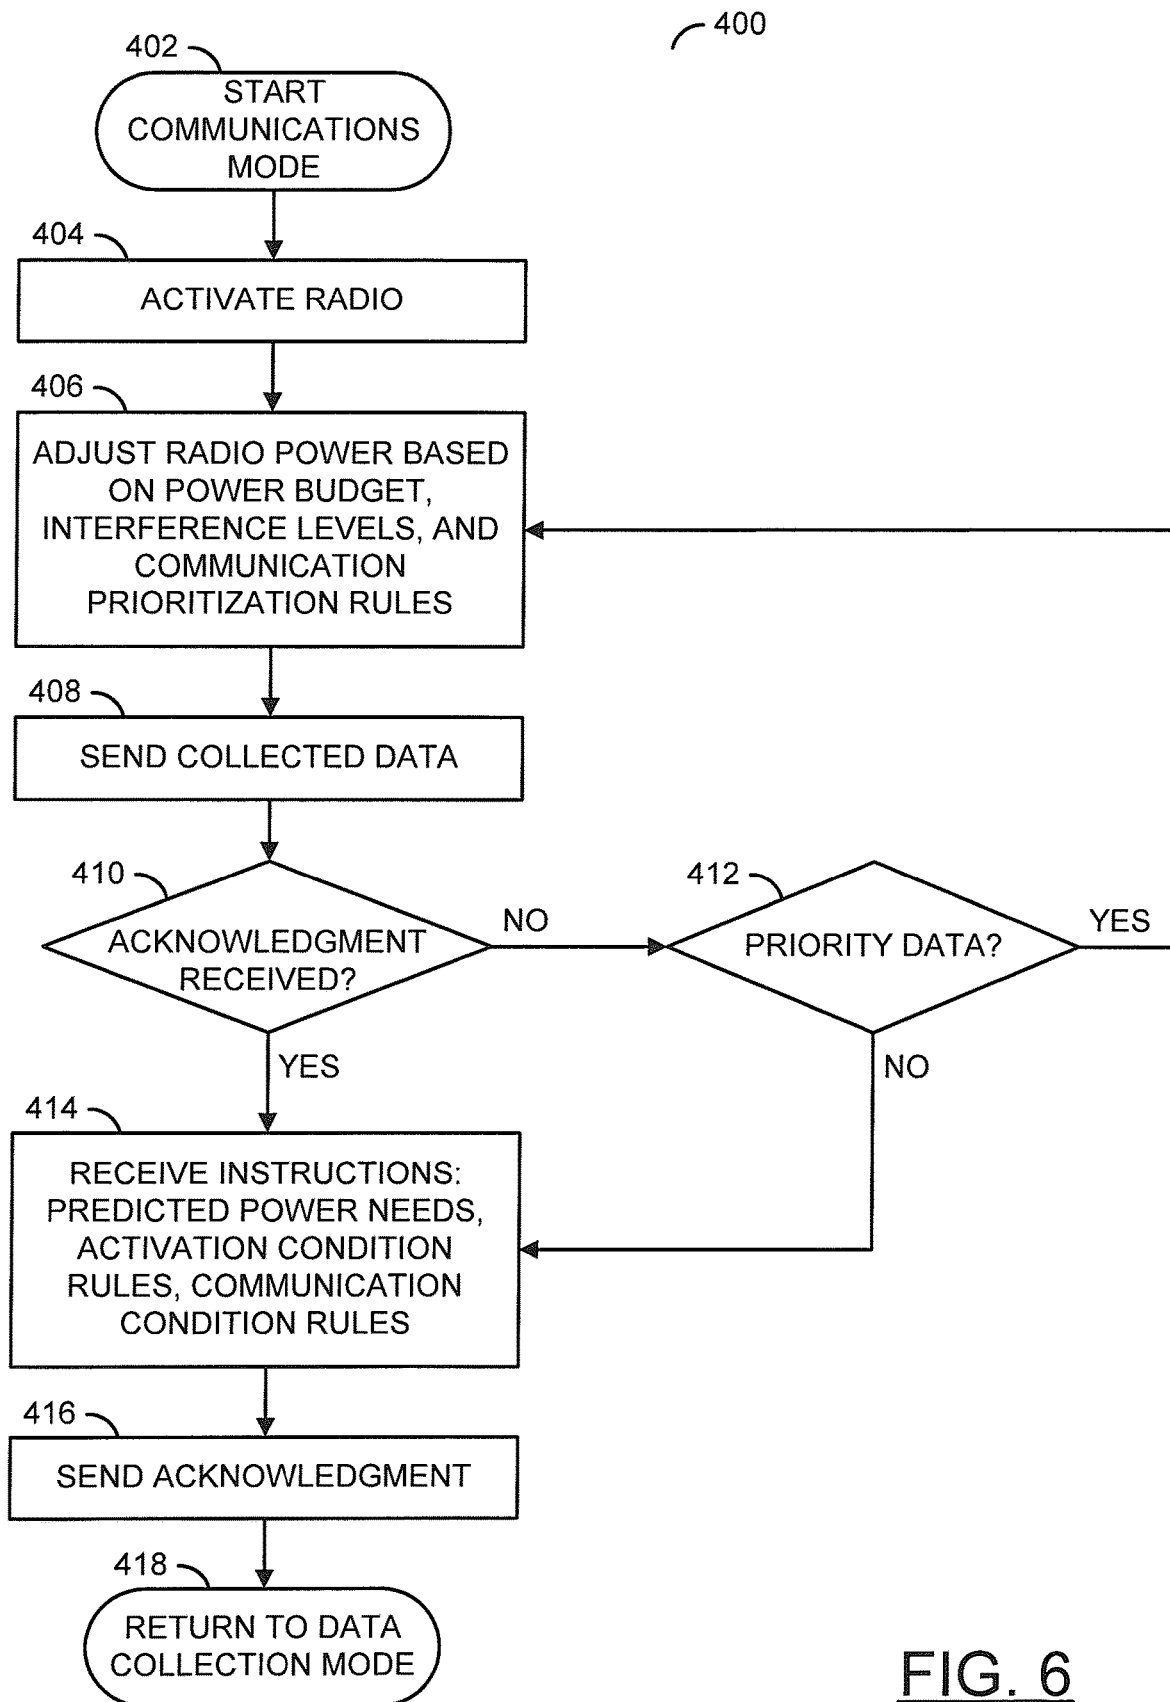 400
402
START
COMMUNICATIONS
MODE
404
ACTIVATE RADIO
406
ADJUST RADIO POWER BASED
ON POWER BUDGET,
INTERFERENCE LEVELS, AND
COMMUNICATION
PRIORITIZATION RULES
408
SEND COLLECTED DATA
410
ACKNOWLEDGMENT
RECEIVED?
NO
412
PRIORITY DATA?
YES
YES
NO
414
RECEIVE INSTRUCTIONS:
PREDICTED POWER NEEDS,
ACTIVATION CONDITION
RULES, COMMUNICATION
CONDITION RULES
416
SEND ACKNOWLEDGMENT
418
RETURN TO DATA
COLLECTION MODE
FIG. 6